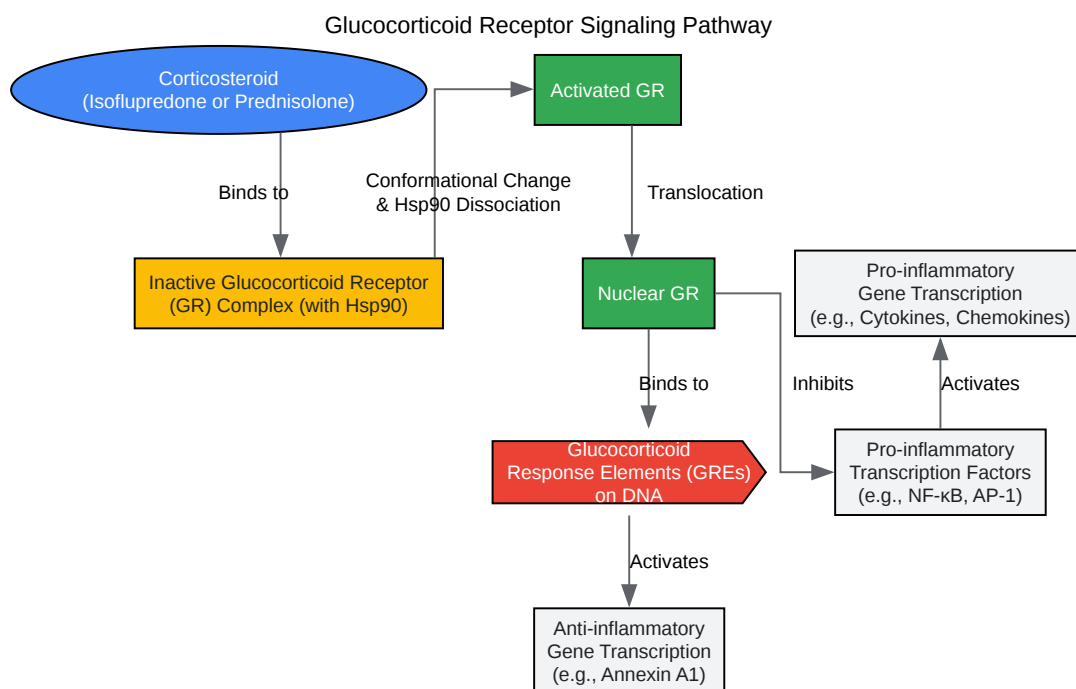 Glucocorticoid Receptor Signaling Pathway
Corticosteroid
(Isoflupredone or Prednisolone)
Activated GR
Binds to
Conformational Change
& Hsp90 Dissociation
Translocation
Inactive Glucocorticoid Receptor
(GR) Complex (with Hsp90)
Nuclear GR
Pro-inflammatory
Gene Transcription
(e.g., Cytokines, Chemokines)
Binds to
Inhibits
Activates
Glucocorticoid
Response Elements (GREs)
on DNA
Pro-inflammatory
Transcription Factors
(e.g., NF-κB, AP-1)
Activates
Anti-inflammatory
Gene Transcription
(e.g., Annexin A1)